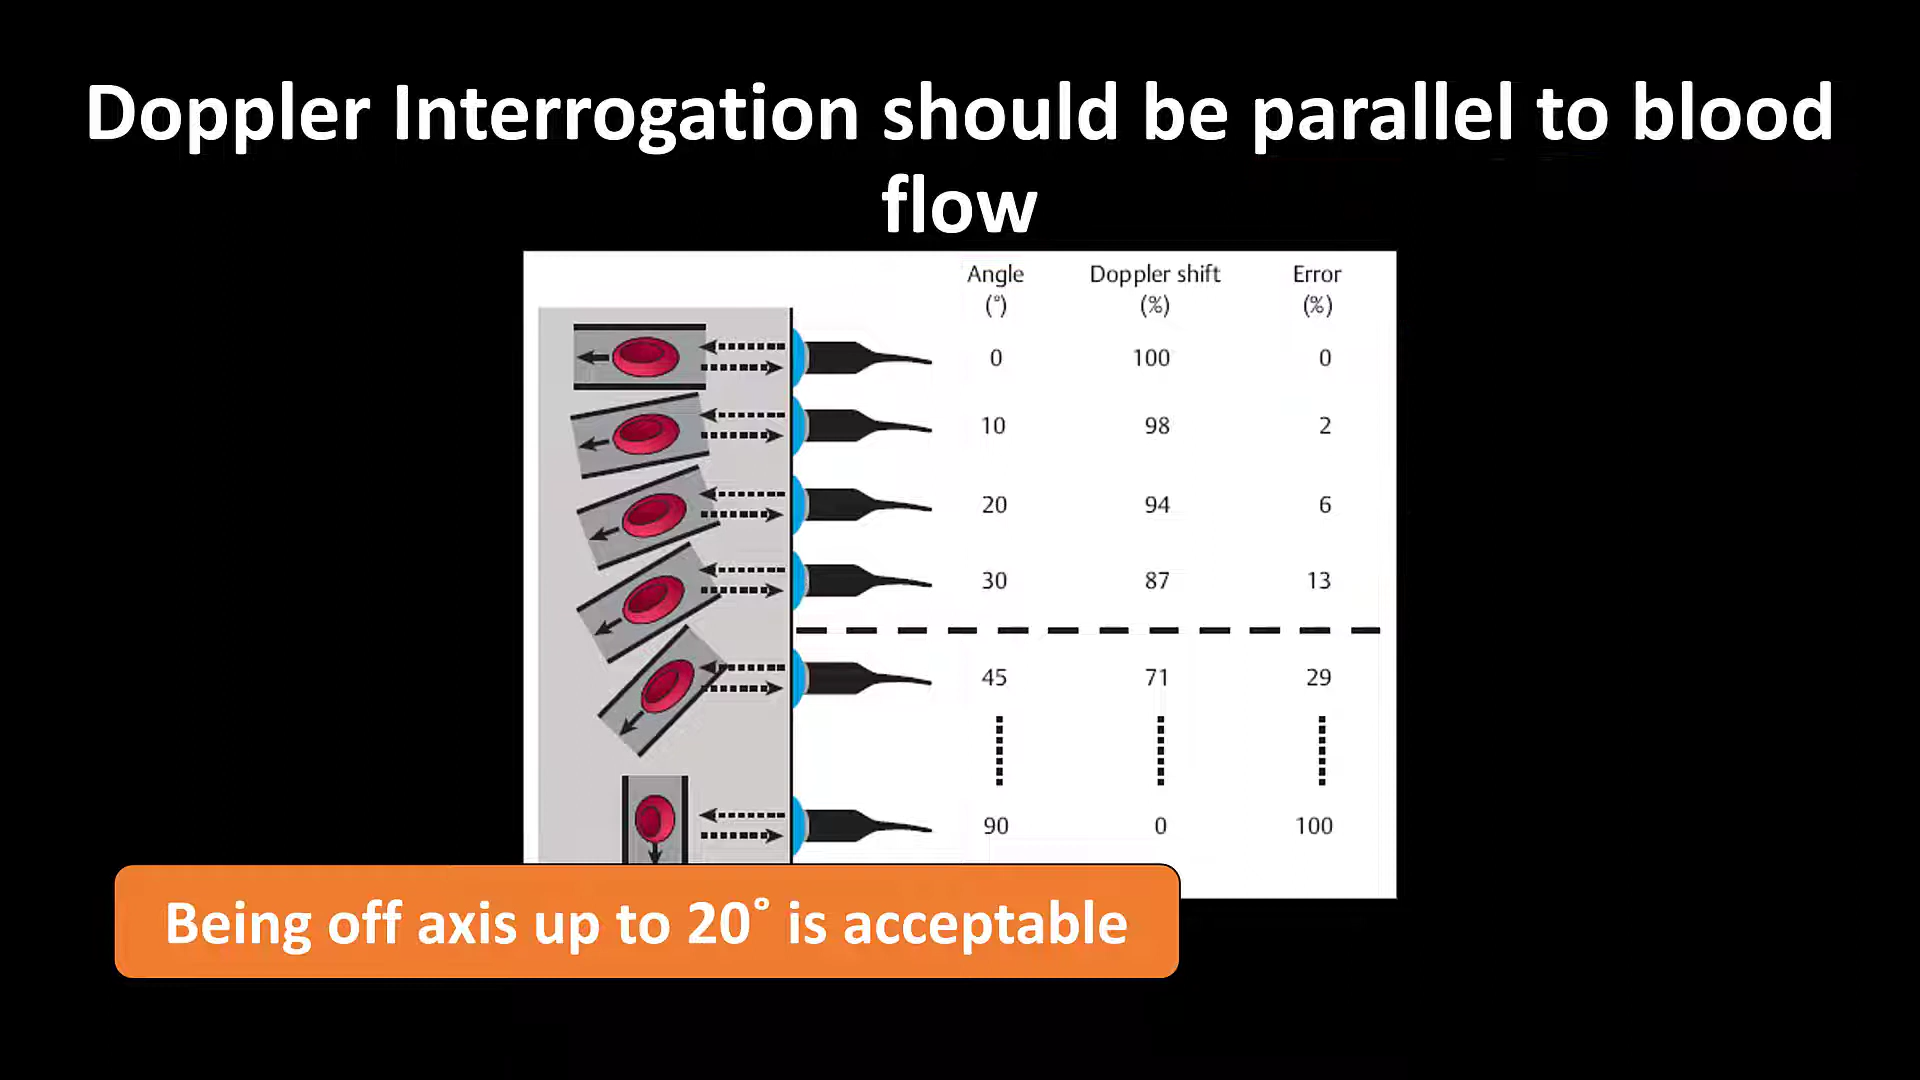 Doppler Interrogation should be parallel to blood
flow
Angle Doppler shift Error
(°) (%) (%)
0 100 0
10 98 2
20 94 6
30 87 13
45 71 29
90 0 100
Being off axis up to 20° is acceptable